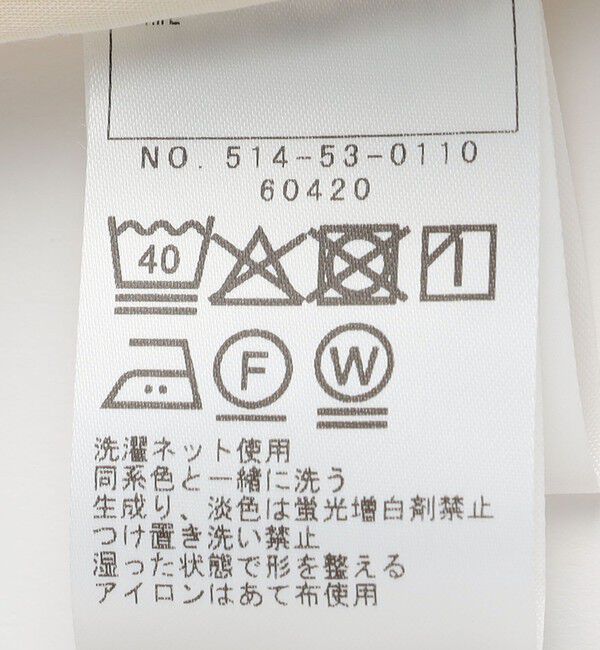 NO. 514-53-0110
60420
40
F
W
洗濯ネット使用
同系色と一緒に洗う
生成り、淡色は蛍光増白剤禁止
つけ置き洗い禁止
湿った状態で形を整える
アイロンはあて布使用